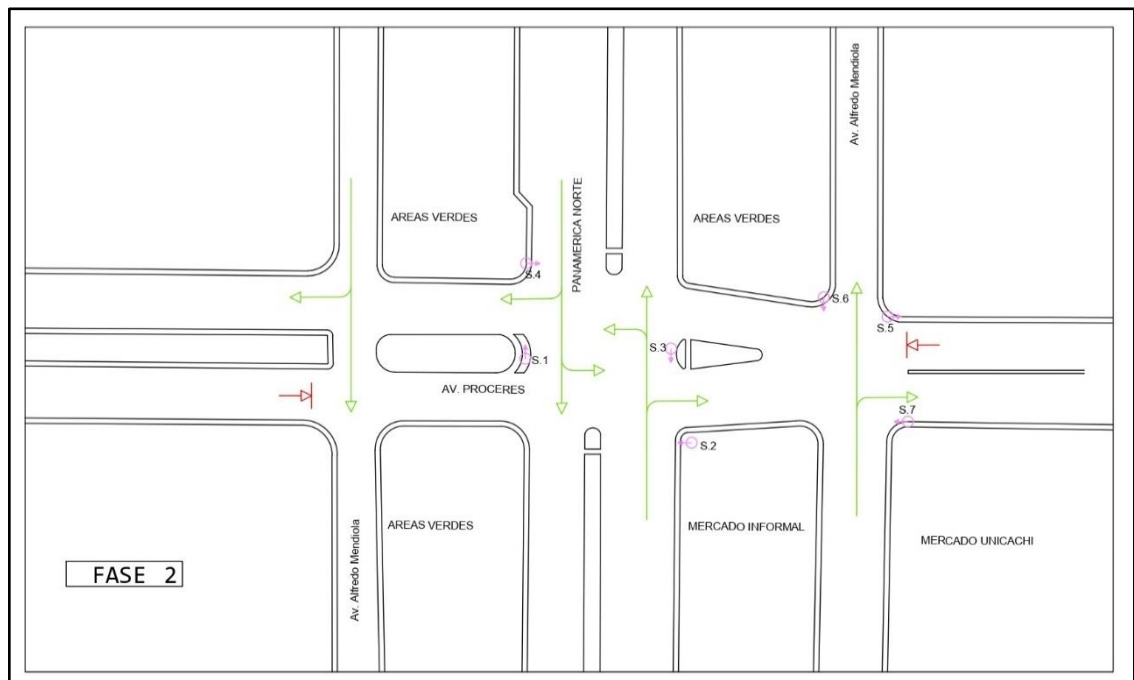 Av. Alfredo Mendiola
PANAMERICA NORTE
AREAS VERDES
AREAS VERDES
S.4
S.6
S.5
S.3
S.1
AV. PROCERES
S.7
S.2
AREAS VERDES
MERCADO INFORMAL
MERCADO UNICACHI
Av. Alfredo Mendiola
FASE 2